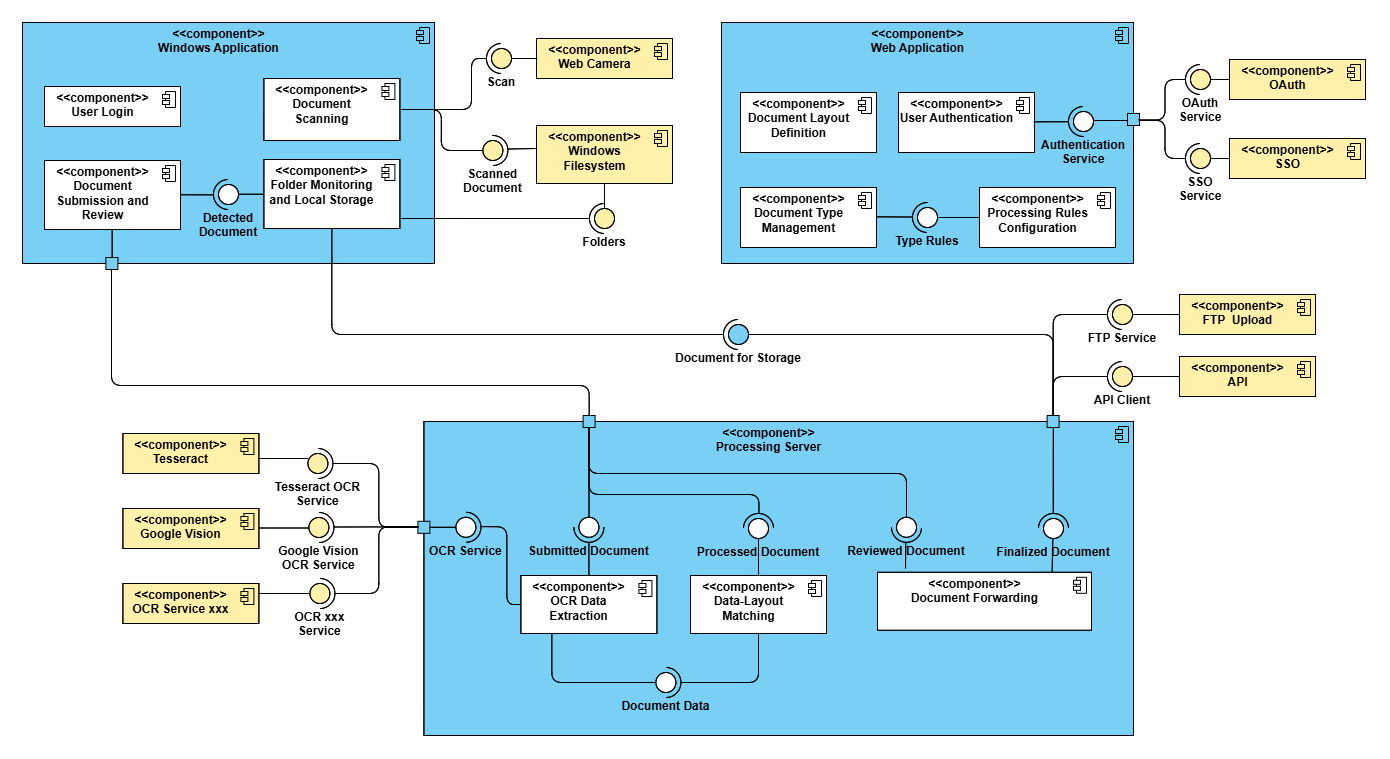 <<component>>
Windows Application
<<component>>
User Login
<<component>>
Document
Scanning
<<component>>
Document
Submission and
Review
Detected
Document
<<component>>
Folder Monitoring
and Local Storage
Scan
<<component>>
Web Camera
Scanned
Document
<<component>>
Windows
Filesystem
Folders
<<component>>
Web Application
<<component>>
Document Layout
Definition
<<component>>
User Authentication
Authentication
Service
<<component>>
Document Type
Management
Type Rules
<<component>>
Processing Rules
Configuration
OAuth
Service
<<component>>
OAuth
SSO
Service
<<component>>
SSO
Document for Storage
FTP Service
<<component>>
FTP  Upload
API Client
<<component>>
API
<<component>>
Tesseract
Tesseract OCR
Service
<<component>>
Google Vision
Google Vision
OCR Service
<<component>>
OCR Service xxx
OCR xxx
Service
<<component>>
Processing Server
OCR Service
Submitted Document
Processed Document
Reviewed Document
Finalized Document
<<component>>
OCR Data
Extraction
<<component>>
Data-Layout
Matching
<<component>>
Document Forwarding
Document Data